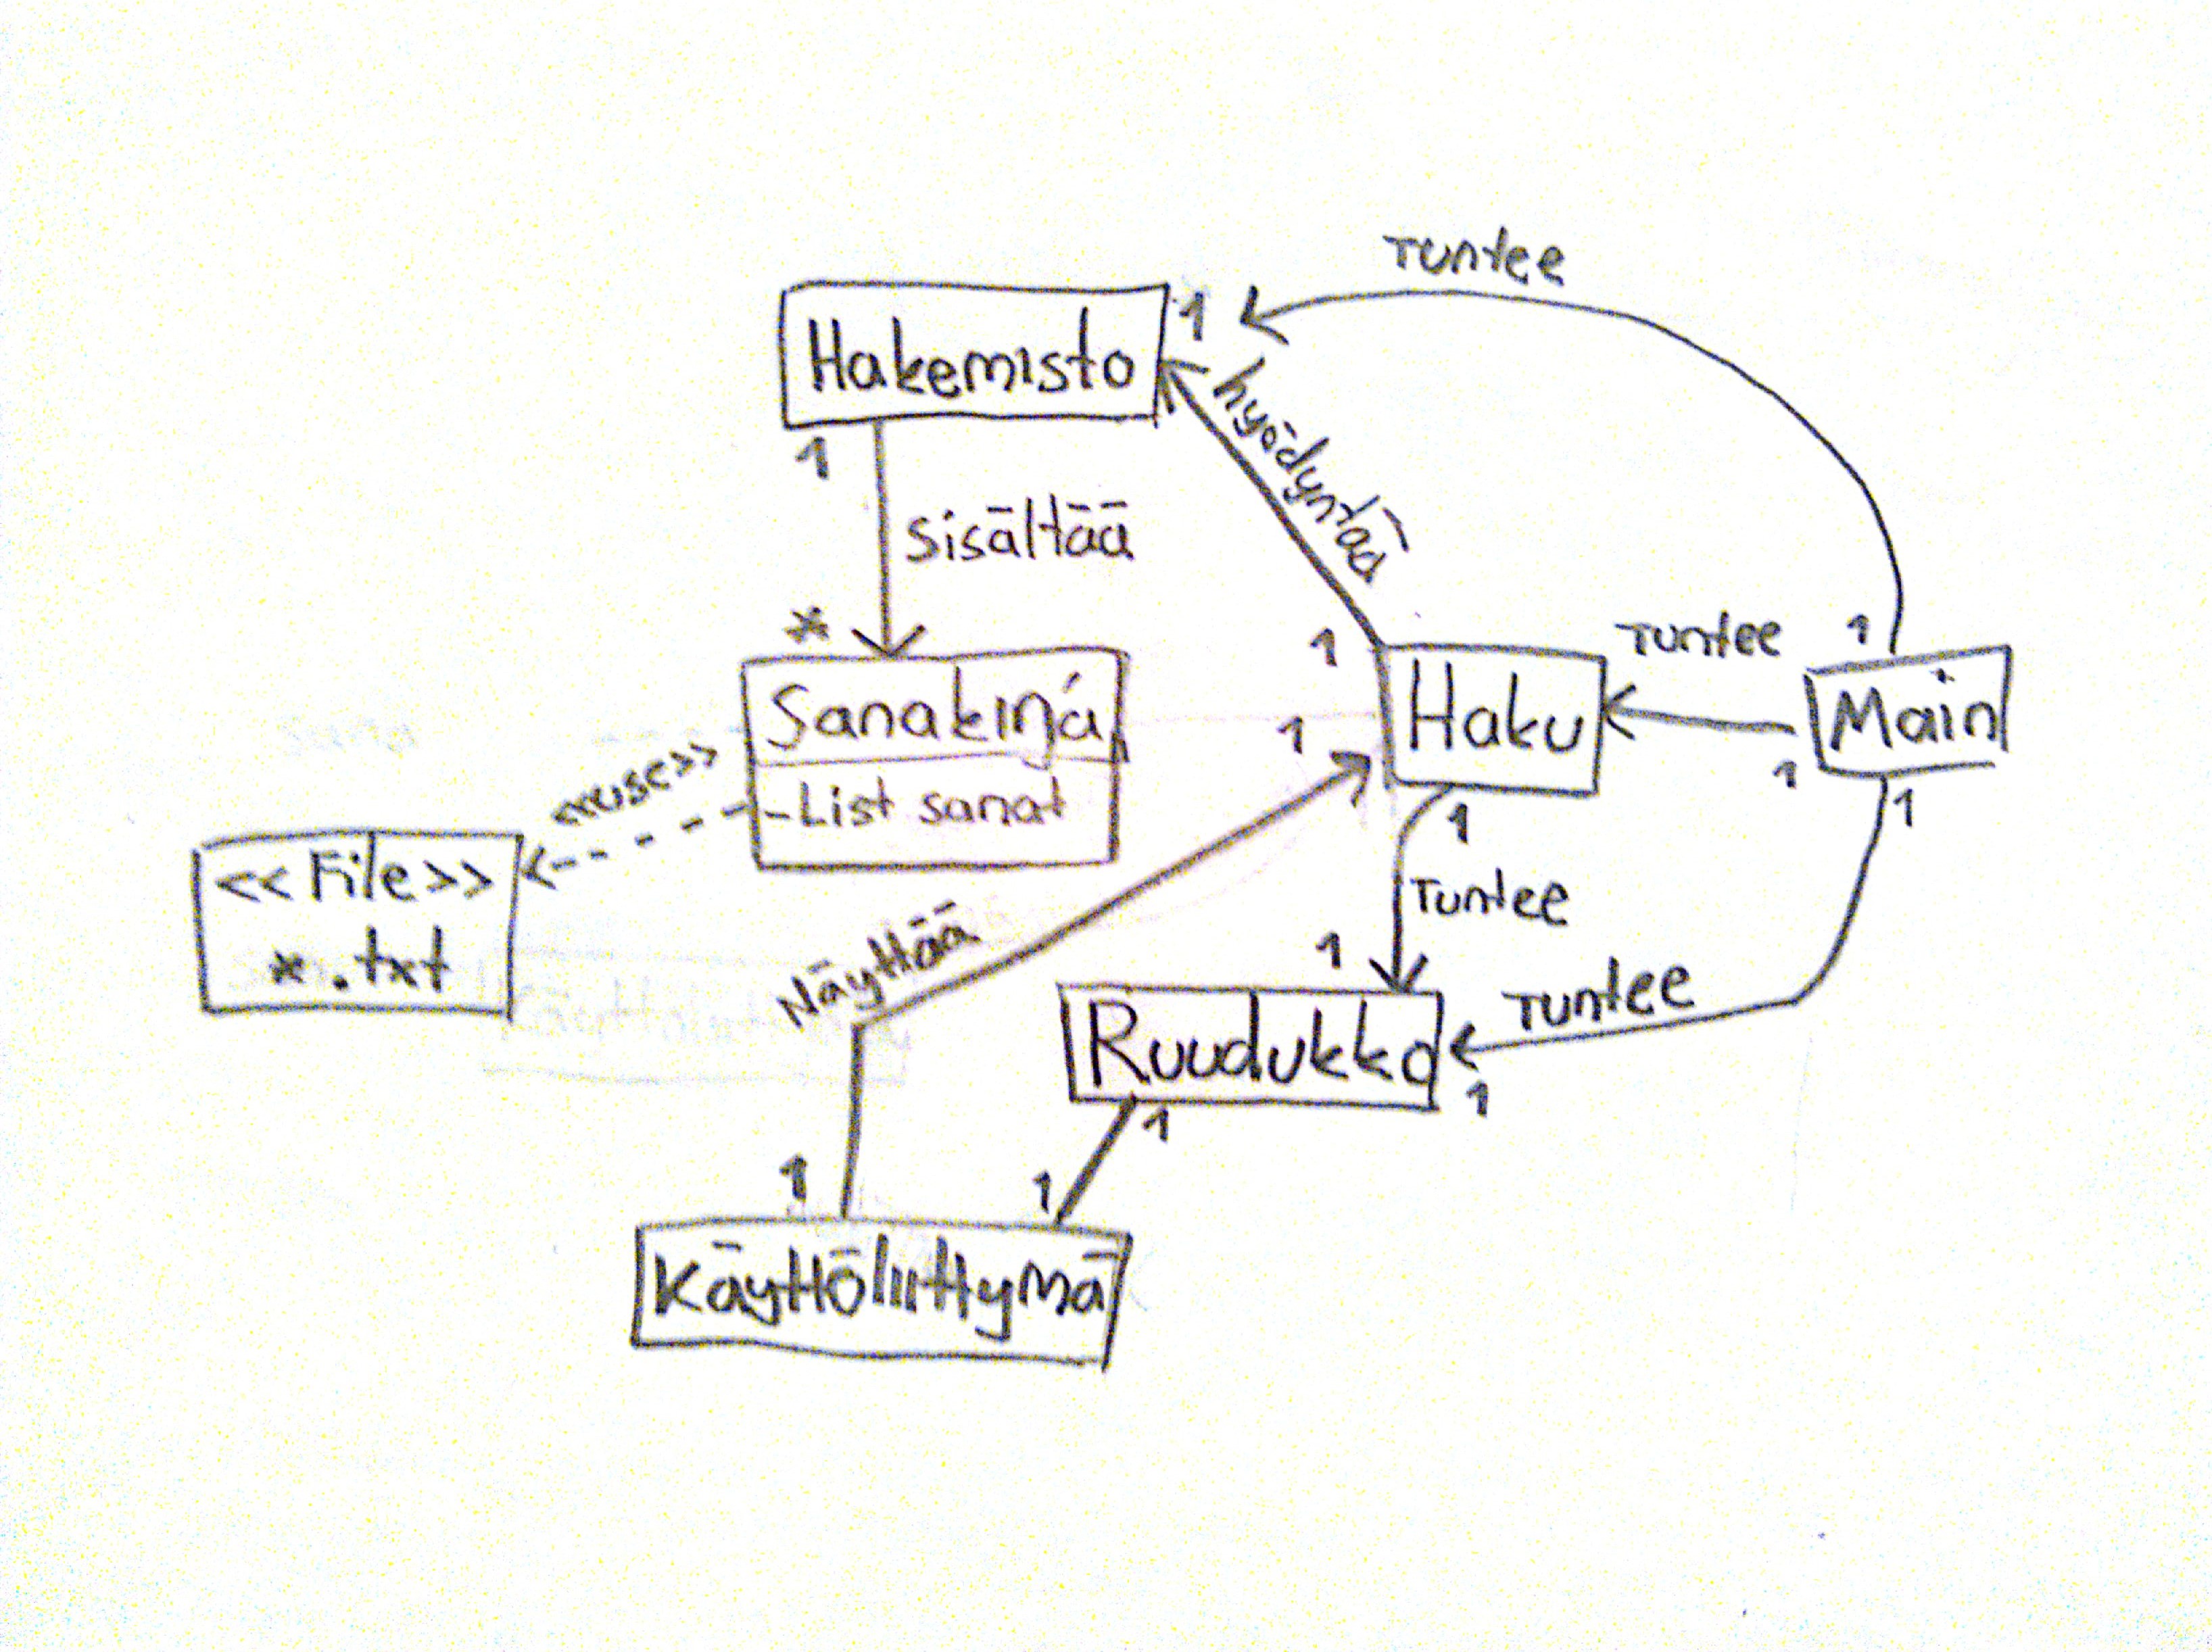 Tuntee
1
Hakemisto
hyödyntää
1
sisältää
*
1
Tuntee
1
Sanakirja
Haku
Main
1
1
<<use>>
- List sanat
1
1
<<File>>
*.txt
Tuntee
Näyttää
1
Tuntee
Ruudukko
1
1
1
1
Käyttöliittymä